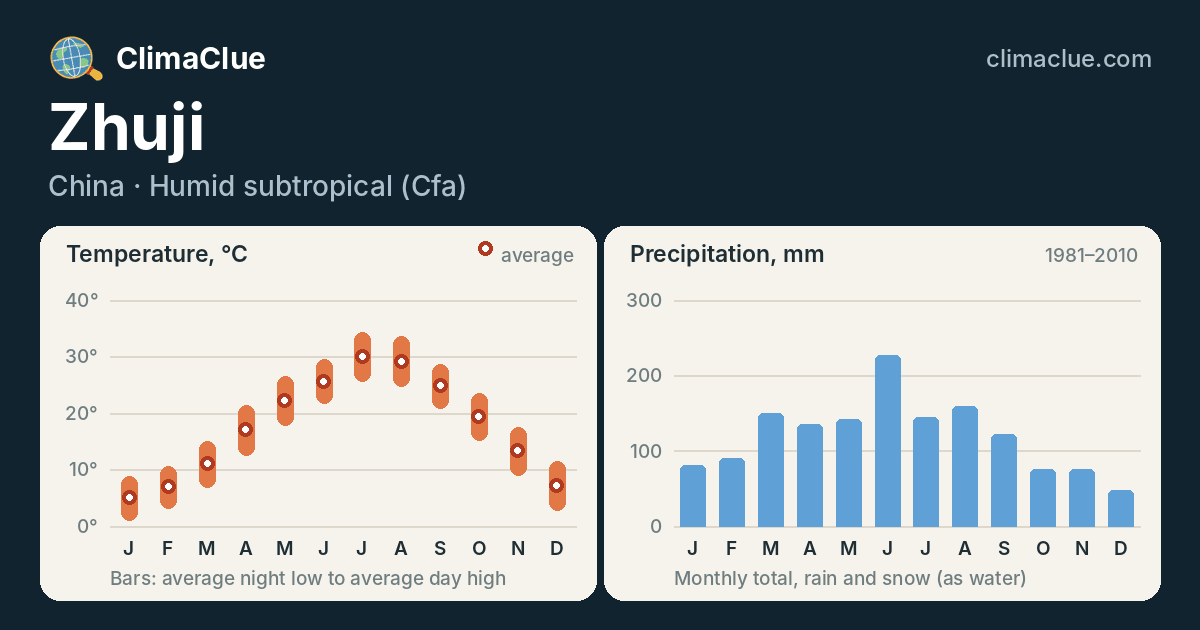 ClimaClue
climaclue.com
Zhuji
China · Humid subtropical (Cfa)
Temperature, °C
average
40°
30°
20°
10°
0°
J F M A M J J A S O N D
Bars: average night low to average day high
Precipitation, mm
1981–2010
300
200
100
0
J F M A M J J A S O N D
Monthly total, rain and snow (as water)